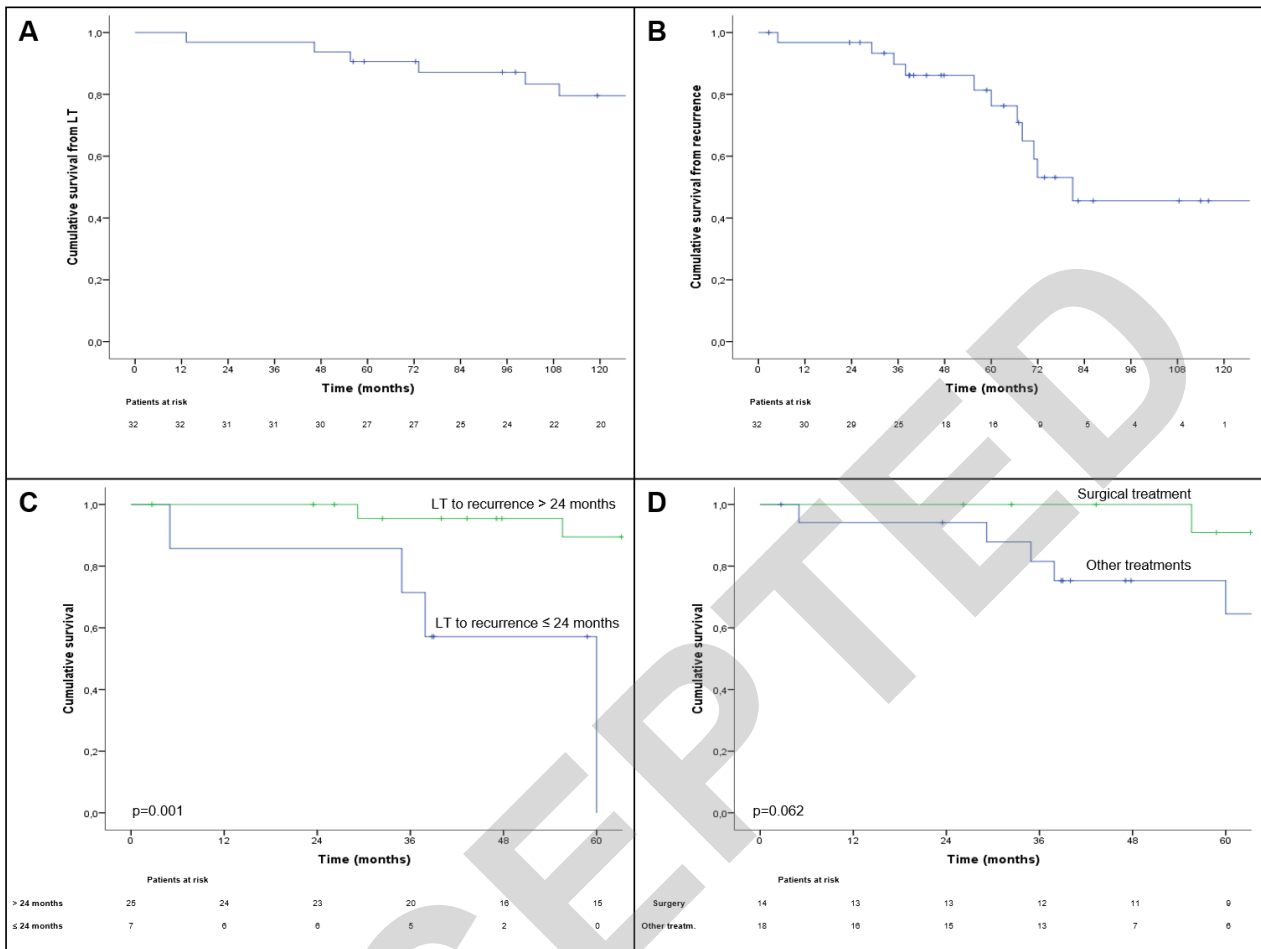 A
1,0
0,8
0,6
0,4
0,2
0,0
Cumulative survival from LT
0 12 24 36 48 60 72 84 96 108 120
Time (months)
Patients at risk
32 32 31 31 30 27 27 25 24 22 20
B
1,0
0,8
0,6
0,4
0,2
0,0
Cumulative survival from recurrence
0 12 24 36 48 60 72 84 96 108 120
Time (months)
Patients at risk
32 30 29 25 18 16 9 5 4 4 1
C
1,0
0,8
0,6
0,4
0,2
0,0
Cumulative survival
LT to recurrence > 24 months
LT to recurrence ≤ 24 months
p=0.001
0 12 24 36 48 60
Time (months)
Patients at risk
> 24 months 25 24 23 20 16 15
≤ 24 months 7 6 6 5 2 0
D
1,0
0,8
0,6
0,4
0,2
0,0
Cumulative survival
Surgical treatment
Other treatments
p=0.062
0 12 24 36 48 60
Time (months)
Patients at risk
Surgery 14 13 13 12 11 9
Other treatm. 18 16 15 13 7 6
CEPTED